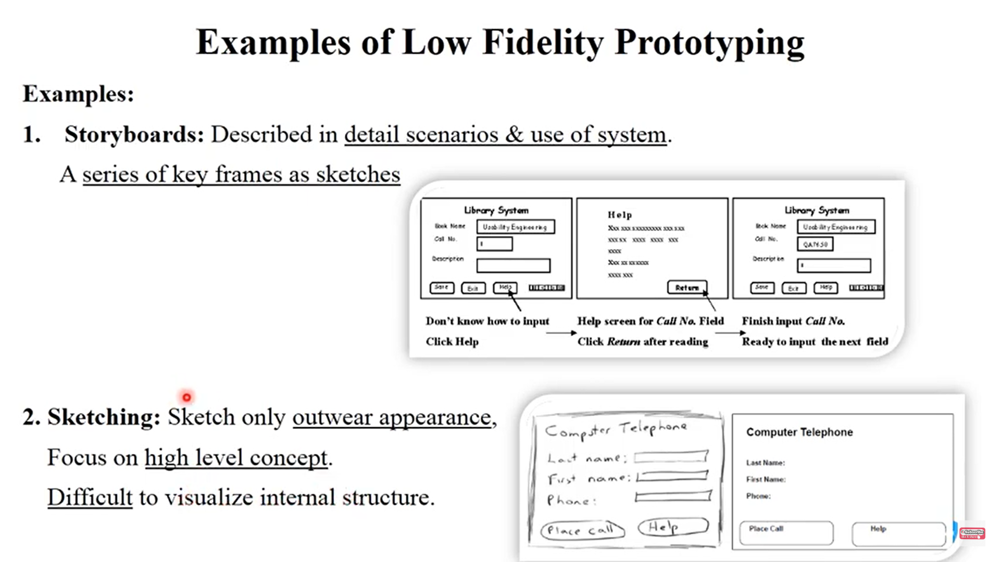 Examples of Low Fidelity Prototyping
Examples:
1. Storyboards: Described in detail scenarios & use of system.
A series of key frames as sketches
Library System
Book Name Usability Engineering
Call No.
Description
Save Exit Help
Help
Xxx xxx xxxxxxxxxx xxx xxx
xxx xx xxxx xxxx xxx
xxxx
Xxx xx xx xxxxx
xxxx xxx
Return
Library System
Book Name Usability Engineering
Call No.
Description
Save Exit Help
Don't know how to input
Click Help
Help screen for Call No. Field
Click Return after reading
Finish input Call No.
Ready to input the next field
2. Sketching: Sketch only outwear appearance,
Focus on high level concept.
Difficult to visualize internal structure.
Computer Telephone
Last name:
First name:
Phone:
Place call Help
Computer Telephone
Last Name:
First Name:
Phone:
Place Call Help
@Subscribe